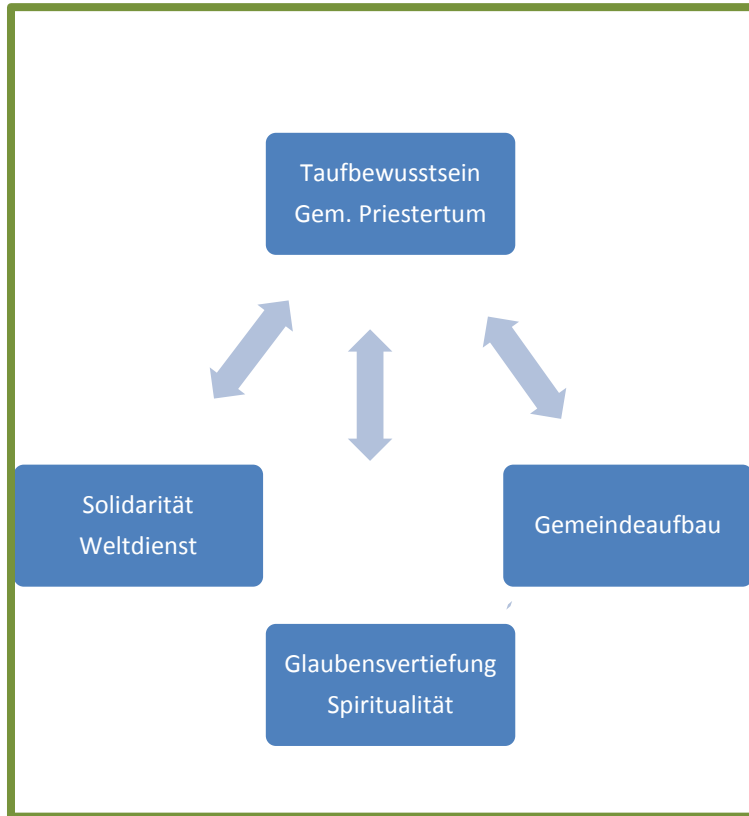 Taufbewusstsein
Gem. Priestertum
Solidarität
Weltdienst
Gemeindeaufbau
Glaubensvertiefung
Spiritualität